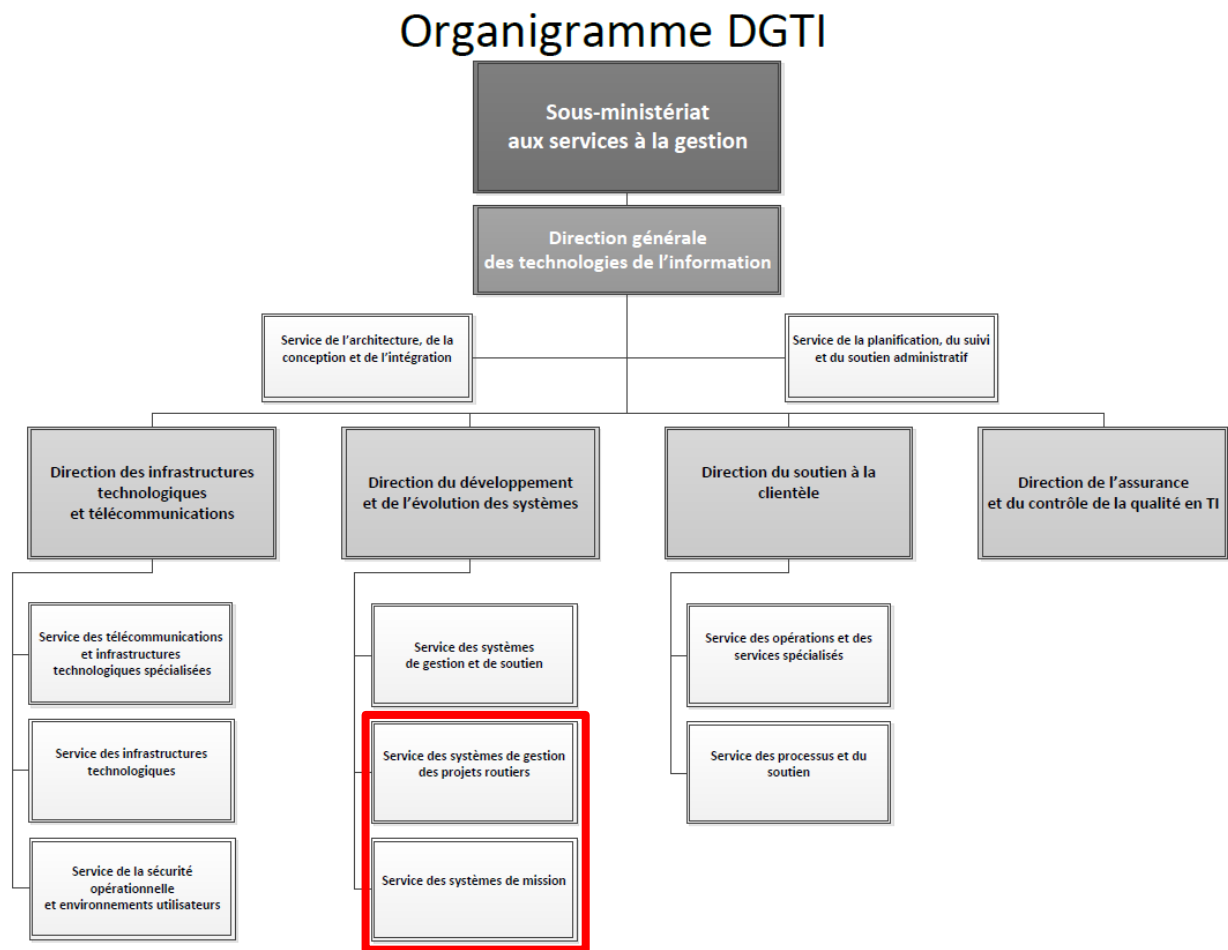 Organigramme DGTI
Sous-ministériat
aux services à la gestion
Direction générale
des technologies de l'information
Service de l'architecture, de la
conception et de l'intégration
Service de la planification, du suivi
et du soutien administratif
Direction des infrastructures
technologiques
et télécommunications
Direction du développement
et de l'évolution des systèmes
Direction du soutien à la
clientèle
Direction de l'assurance
et du contrôle de la qualité en TI
Service des télécommunications
et infrastructures
technologiques spécialisées
Service des systèmes
de gestion et de soutien
Service des opérations et des
services spécialisés
Service des infrastructures
technologiques
Service des systèmes de gestion
des projets routiers
Service des processus et du
soutien
Service de la sécurité
opérationnelle
et environnements utilisateurs
Service des systèmes de mission